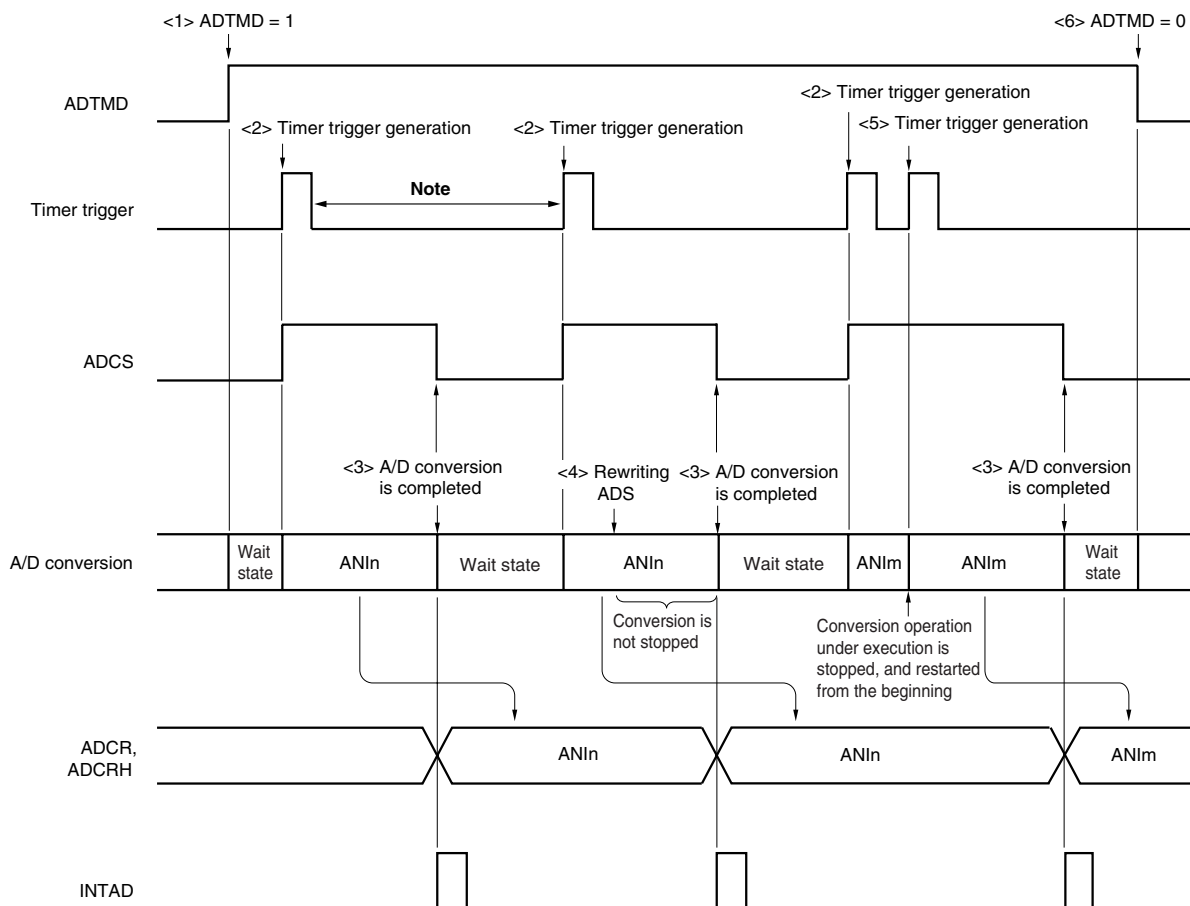 <1> ADTMD = 1
<6> ADTMD = 0
ADTMD
<2> Timer trigger generation
<2> Timer trigger generation
<2> Timer trigger generation
<5> Timer trigger generation
Note
Timer trigger
ADCS
<3> A/D conversion
is completed
<4> Rewriting
ADS
<3> A/D conversion
is completed
<3> A/D conversion
is completed
A/D conversion
Wait
state
ANIn
Wait state
ANIn
Wait state
ANIm
ANIm
Wait
state
Conversion is
not stopped
Conversion operation
under execution is
stopped, and restarted
from the beginning
ADCR,
ADCRH
ANIn
ANIn
ANIm
INTAD